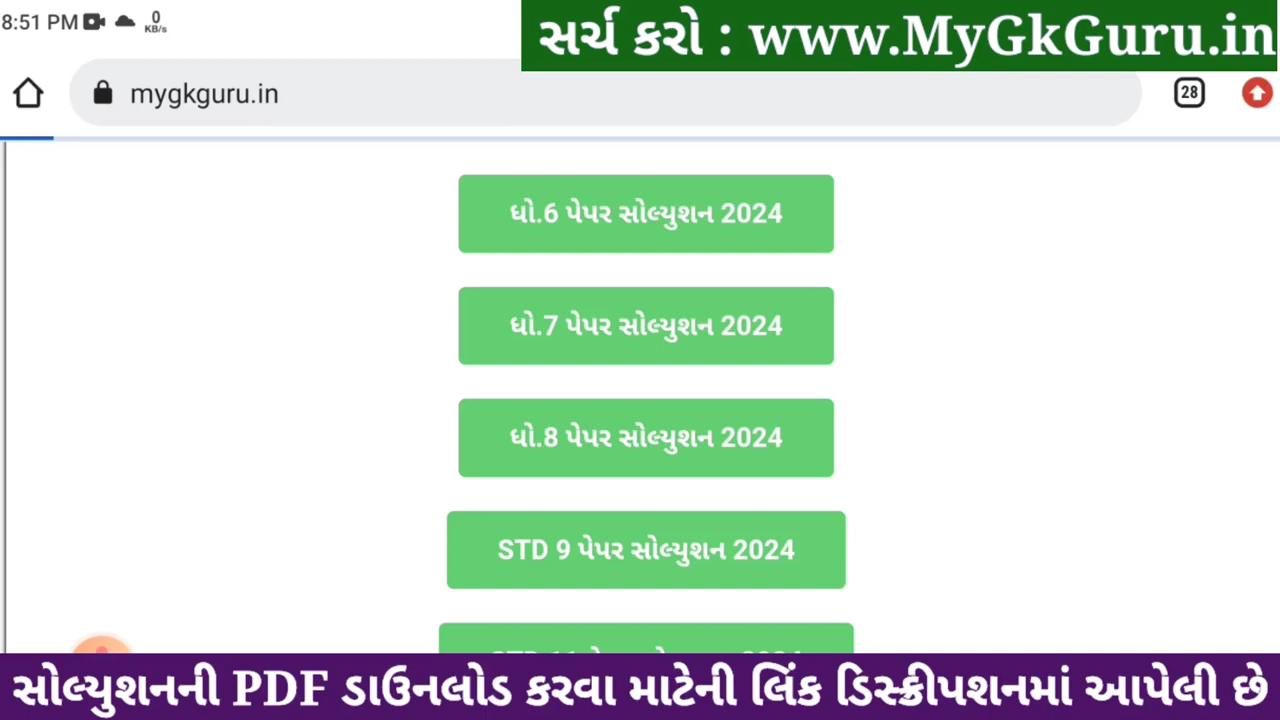 8:51 PM 0 KB/s
સર્ચ કરો : www.MyGkGuru.in
mygkguru.in
28
ધો.6 પેપર સોલ્યુશન 2024
ધો.7 પેપર સોલ્યુશન 2024
ધો.8 પેપર સોલ્યુશન 2024
STD 9 પેપર સોલ્યુશન 2024
સોલ્યુશનની PDF ડાઉનલોડ કરવા માટેની લિંક ડિસ્ક્રીપશનમાં આપેલી છે